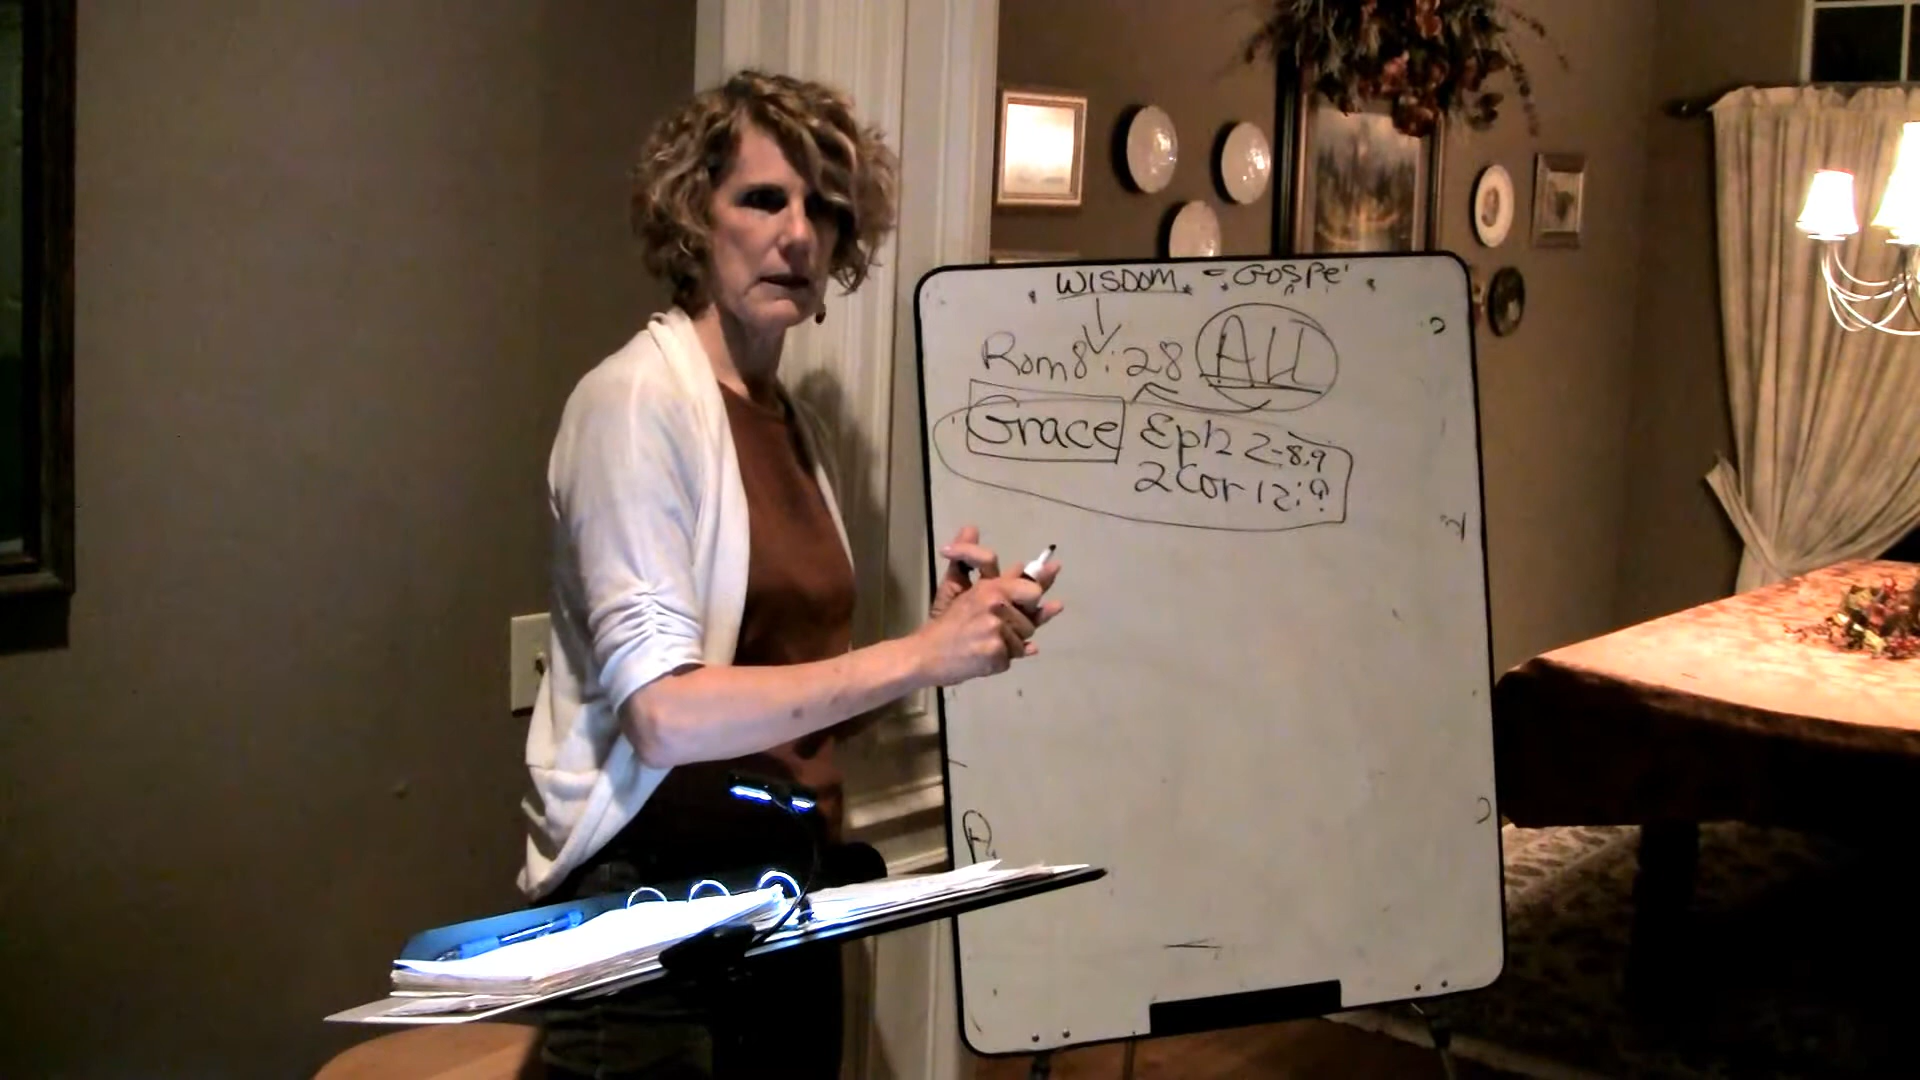 WISDOM = GOSPel
Rom 8:28 ALL
Grace Eph 2-8,9
2 Cor 12:9